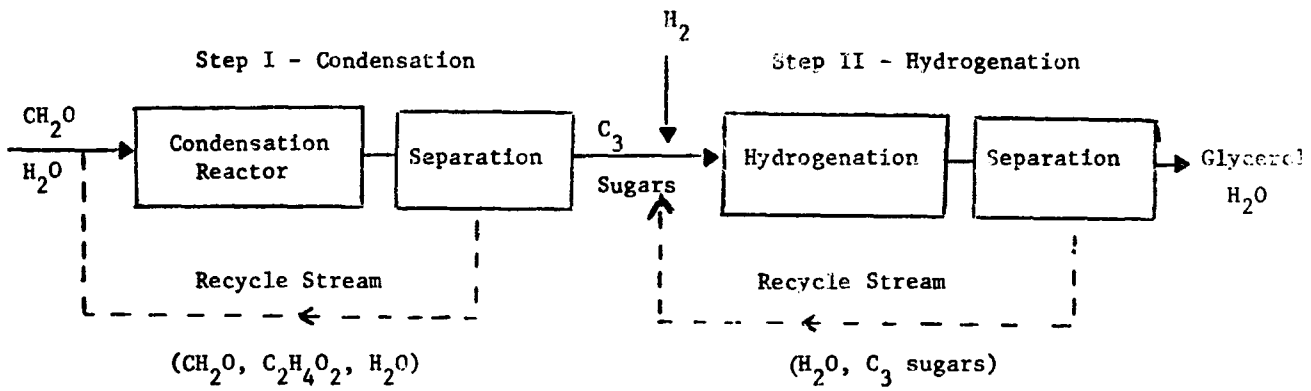 H2
Step I - Condensation
Step II - Hydrogenation
CH2O
H2O
Condensation
Reactor
Separation
C3
Sugars
Hydrogenation
Separation
Glycerol
H2O
Recycle Stream
Recycle Stream
(CH2O, C2H4O2, H2O)
(H2O, C3 sugars)